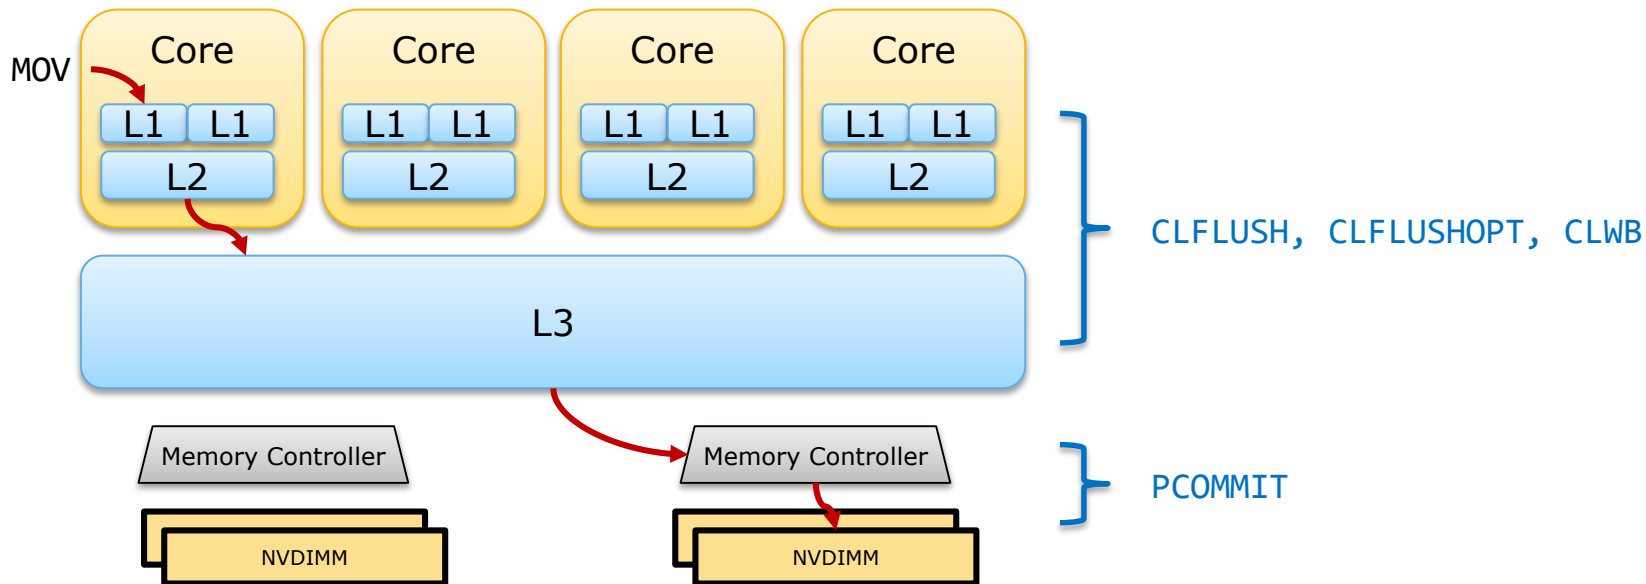 Core Core Core Core
MOV
L1 L1 L1 L1 L1 L1 L1 L1
L2 L2 L2 L2
CLFLUSH, CLFLUSHOPT, CLWB
L3
Memory Controller Memory Controller
PCOMMIT
NVDIMM NVDIMM